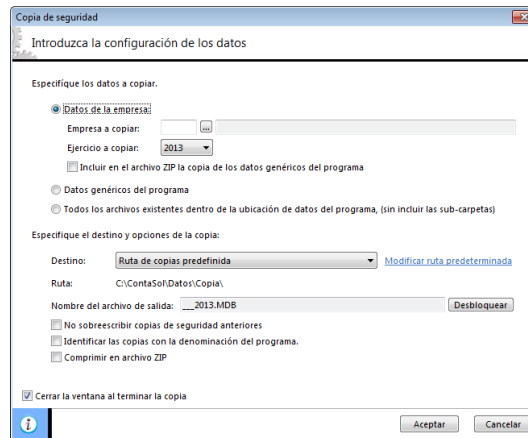 Copia de seguridad
Introduzca la configuración de los datos
Especifíque los datos a copiar.
Datos de la empresa:
Empresa a copiar: ...
Ejercicio a copiar: 2013
Incluir en el archivo ZIP la copia de los datos genéricos del programa
Datos genéricos del programa
Todos los archivos existentes dentro de la ubicación de datos del programa, (sin incluir las sub-carpetas)
Especifique el destino y opciones de la copia:
Destino: Ruta de copias predefinida Modificar ruta predeterminada
Ruta: C:\ContaSol\Datos\Copia\
Nombre del archivo de salida: ___2013.MDB Desbloquear
No sobreescribir copias de seguridad anteriores
Identificar las copias con la denominación del programa.
Comprimir en archivo ZIP
Cerrar la ventana al terminar la copia
Aceptar Cancelar